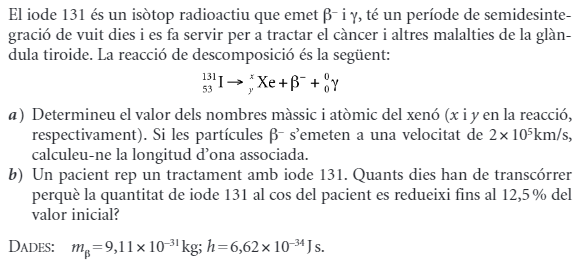 El iode 131 és un isòtop radioactiu que emet β⁻ i γ, té un període de semidesinte-
gració de vuit dies i es fa servir per a tractar el càncer i altres malalties de la glàn-
dula tiroide. La reacció de descomposició és la següent:
¹³¹₅₃I → ˣᵧXe + β⁻ + ⁰₀γ
a) Determineu el valor dels nombres màssic i atòmic del xenó (x i y en la reacció,
respectivament). Si les partícules β⁻ s'emeten a una velocitat de 2 × 10⁵ km/s,
calculeu-ne la longitud d'ona associada.
b) Un pacient rep un tractament amb iode 131. Quants dies han de transcórrer
perquè la quantitat de iode 131 al cos del pacient es redueixi fins al 12,5 % del
valor inicial?
DADES: mᵦ = 9,11 × 10⁻³¹ kg; h = 6,62 × 10⁻³⁴ J s.